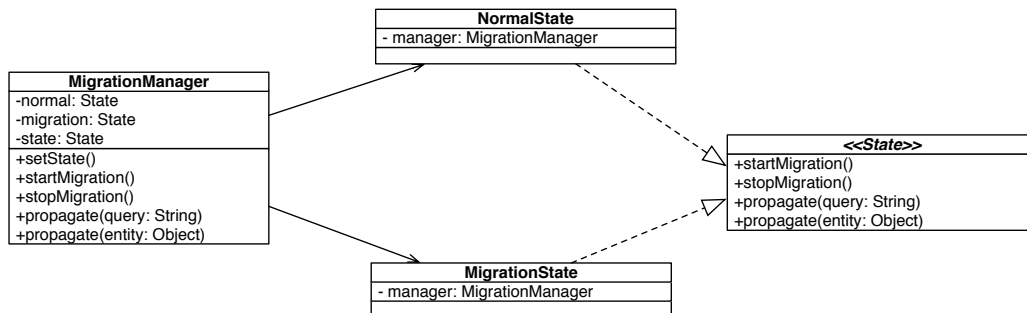 NormalState
- manager: MigrationManager
MigrationManager
-normal: State
-migration: State
-state: State
+setState()
+startMigration()
+stopMigration()
+propagate(query: String)
+propagate(entity: Object)
<<State>>
+startMigration()
+stopMigration()
+propagate(query: String)
+propagate(entity: Object)
MigrationState
- manager: MigrationManager